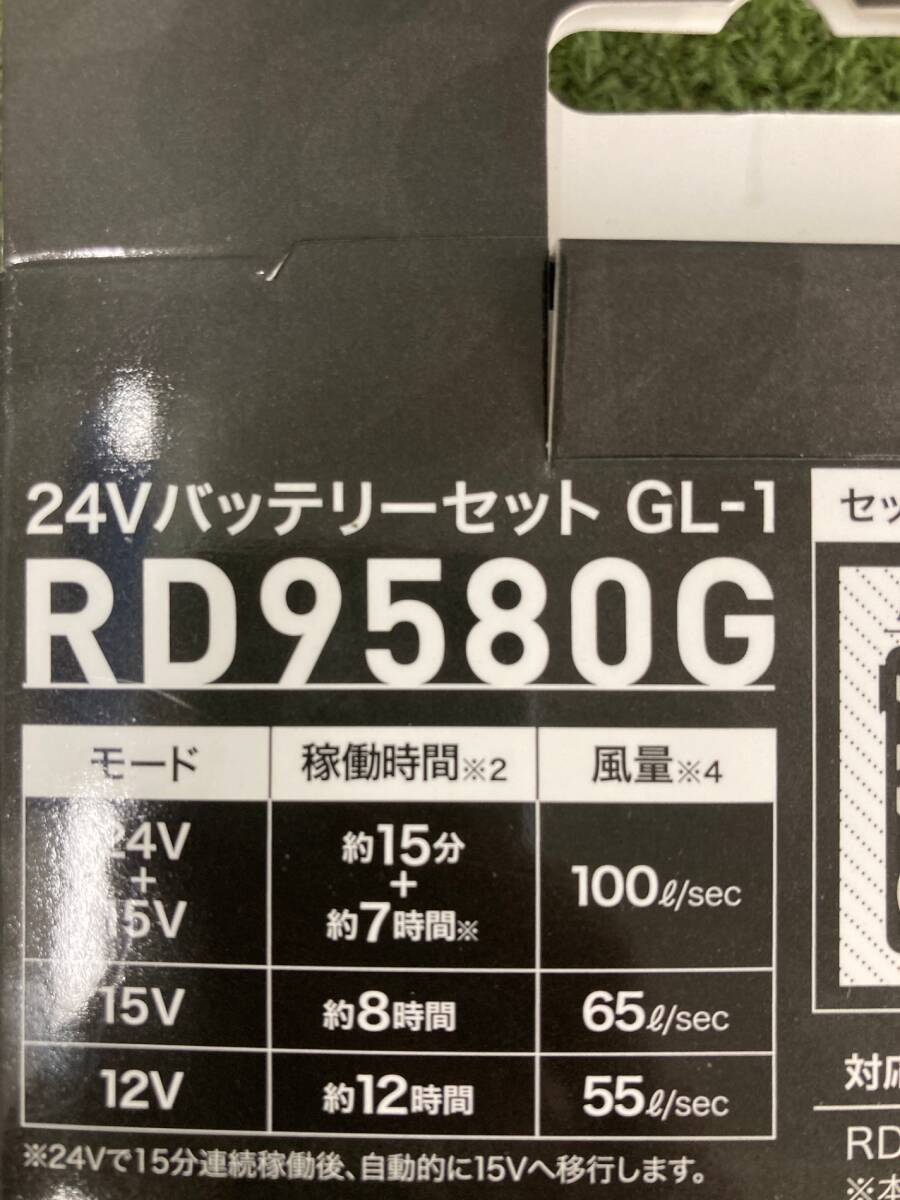 24Vバッテリーセット GL-1
RD9580G
モード 稼働時間※2 風量※4
24V
+
15V
約15分
+
約7時間※
100ℓ/sec
15V 約8時間 65ℓ/sec
12V 約12時間 55ℓ/sec
※24Vで15分連続稼働後、自動的に15Vへ移行します。
セッ
対応
RD
※本